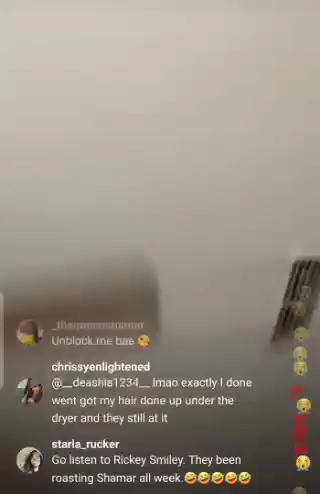 Unblock me bae 😘
chrissyenlightened
@__deashia1234__ lmao exactly I done
went got my hair done up under the
dryer and they still at it
starla_rucker
Go listen to Rickey Smiley. They been
roasting Shamar all week.🤣🤣🤣🤣🤣